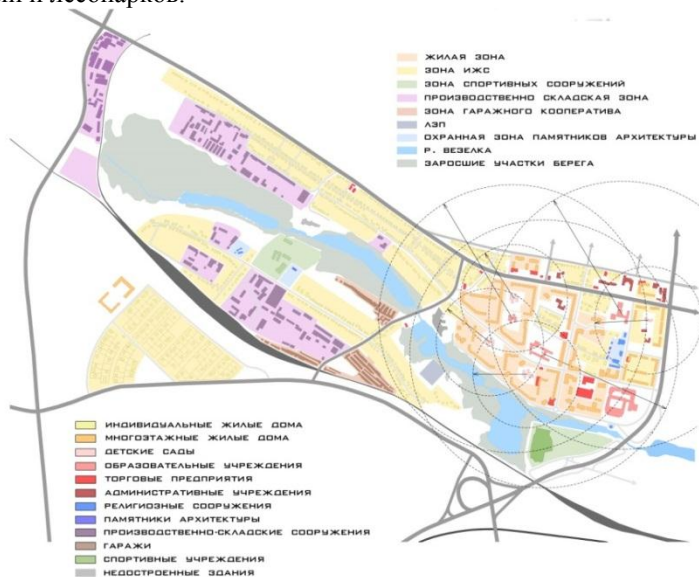 и лесопарков.
ЖИЛАЯ ЗОНА
ЗОНА ИЖС
ЗОНА СПОРТИВНЫХ СООРУЖЕНИЙ
ПРОИЗВОДСТВЕННО СКЛАДСКАЯ ЗОНА
ЗОНА ГАРАЖНОГО КООПЕРАТИВА
ЛЭП
ОХРАННАЯ ЗОНА ПАМЯТНИКОВ АРХИТЕКТУРЫ
Р. ВЕЗЕЛКА
ЗАРОСШИЕ УЧАСТКИ БЕРЕГА
ИНДИВИДУАЛЬНЫЕ ЖИЛЫЕ ДОМА
МНОГОЭТАЖНЫЕ ЖИЛЫЕ ДОМА
ДЕТСКИЕ САДЫ
ОБРАЗОВАТЕЛЬНЫЕ УЧРЕЖДЕНИЯ
ТОРГОВЫЕ ПРЕДПРИЯТИЯ
АДМИНИСТРАТИВНЫЕ УЧРЕЖДЕНИЯ
РЕЛИГИОЗНЫЕ СООРУЖЕНИЯ
ПАМЯТНИКИ АРХИТЕКТУРЫ
ПРОИЗВОДСТВЕННО-СКЛАДСКИЕ СООРУЖЕНИЯ
ГАРАЖИ
СПОРТИВНЫЕ УЧРЕЖДЕНИЯ
НЕДОСТРОЕННЫЕ ЗДАНИЯ